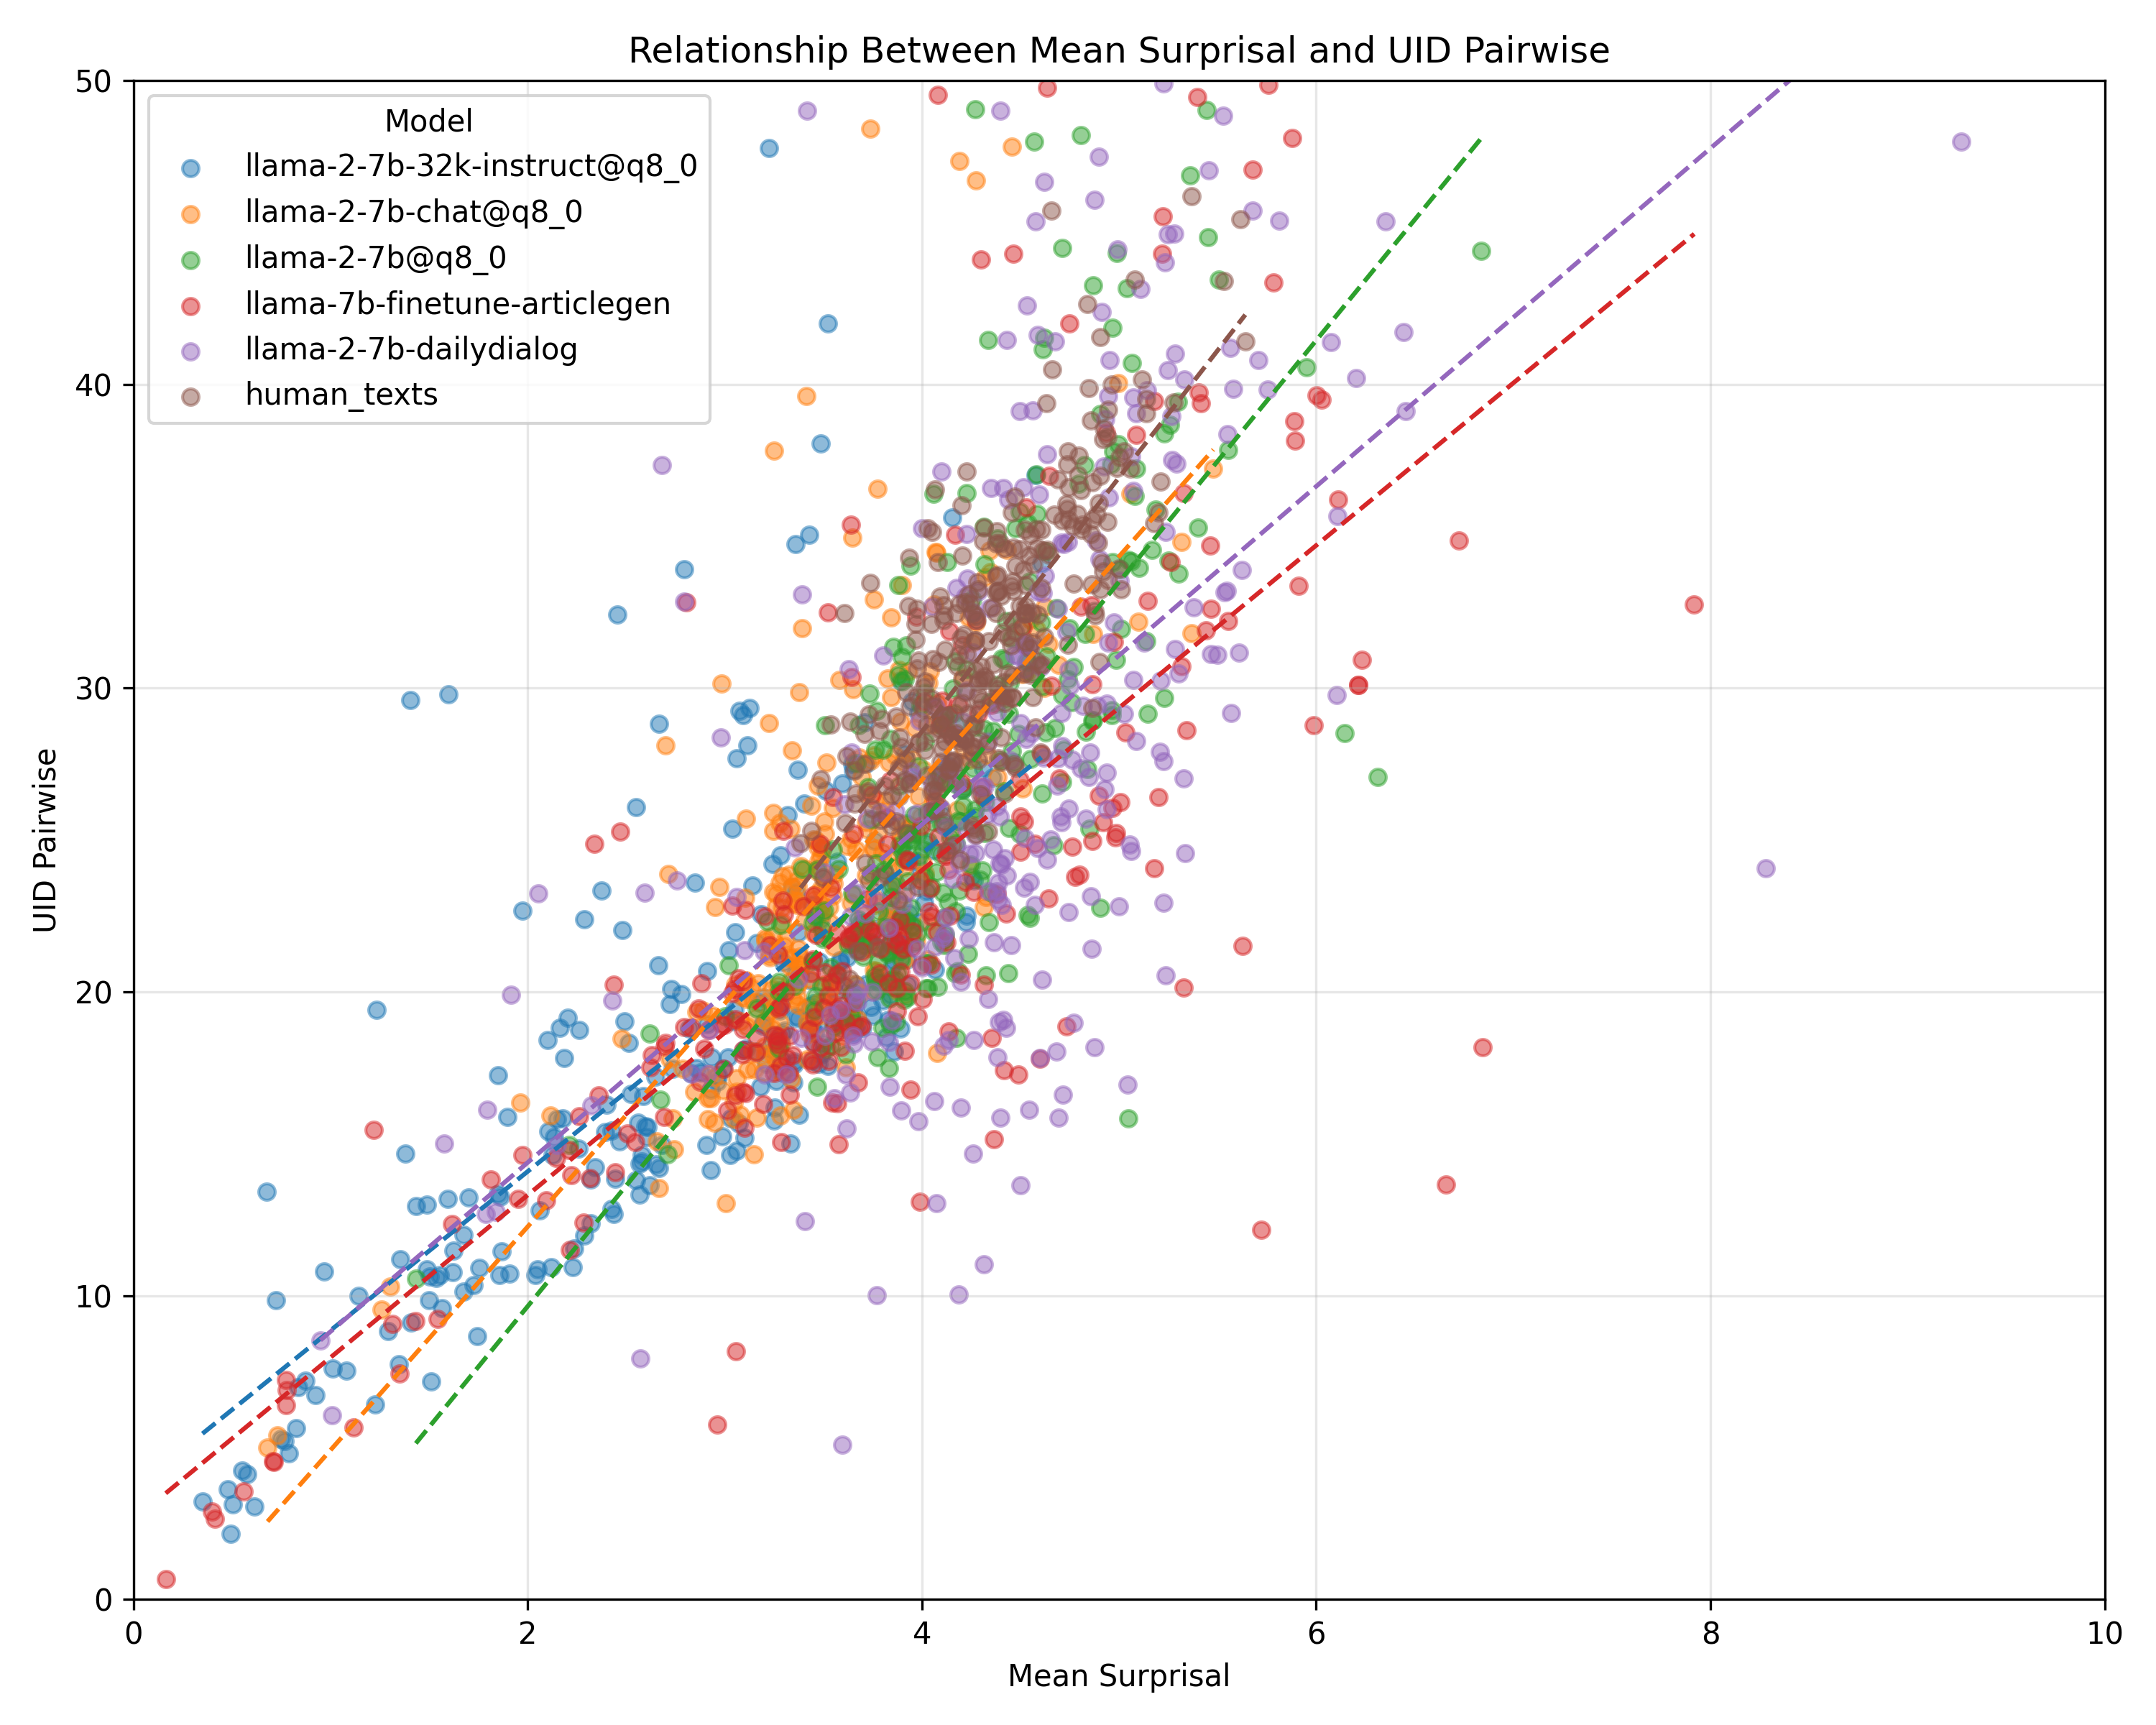 Relationship Between Mean Surprisal and UID Pairwise
50
40
30
20
10
0
UID Pairwise
Model
llama-2-7b-32k-instruct@q8_0
llama-2-7b-chat@q8_0
llama-2-7b@q8_0
llama-7b-finetune-articlegen
llama-2-7b-dailydialog
human_texts
0 2 4 6 8 10
Mean Surprisal